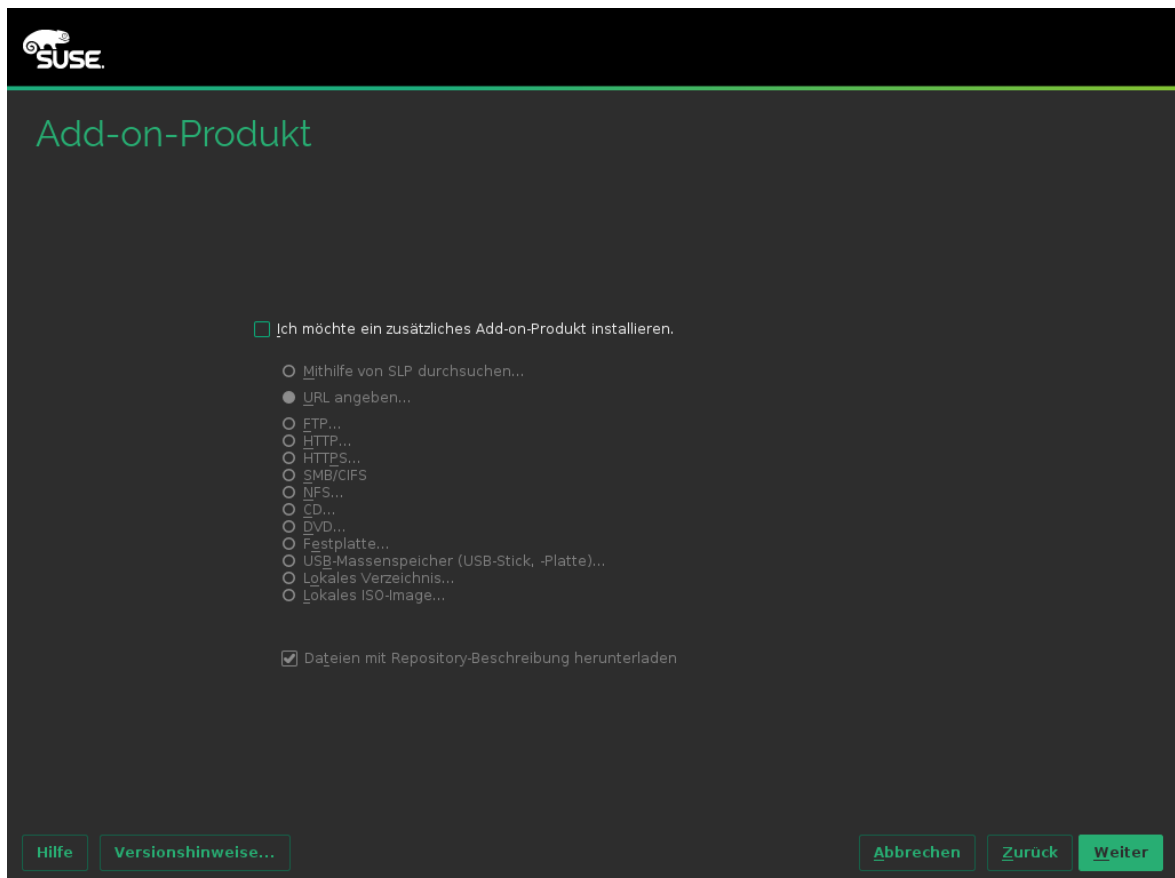 SUSE.
Add-on-Produkt
Ich möchte ein zusätzliches Add-on-Produkt installieren.
Mithilfe von SLP durchsuchen...
URL angeben...
FTP...
HTTP...
HTTPS...
SMB/CIFS
NFS...
CD...
DVD...
Festplatte...
USB-Massenspeicher (USB-Stick, -Platte)...
Lokales Verzeichnis...
Lokales ISO-Image...
Dateien mit Repository-Beschreibung herunterladen
Hilfe Versionshinweise... Abbrechen Zurück Weiter